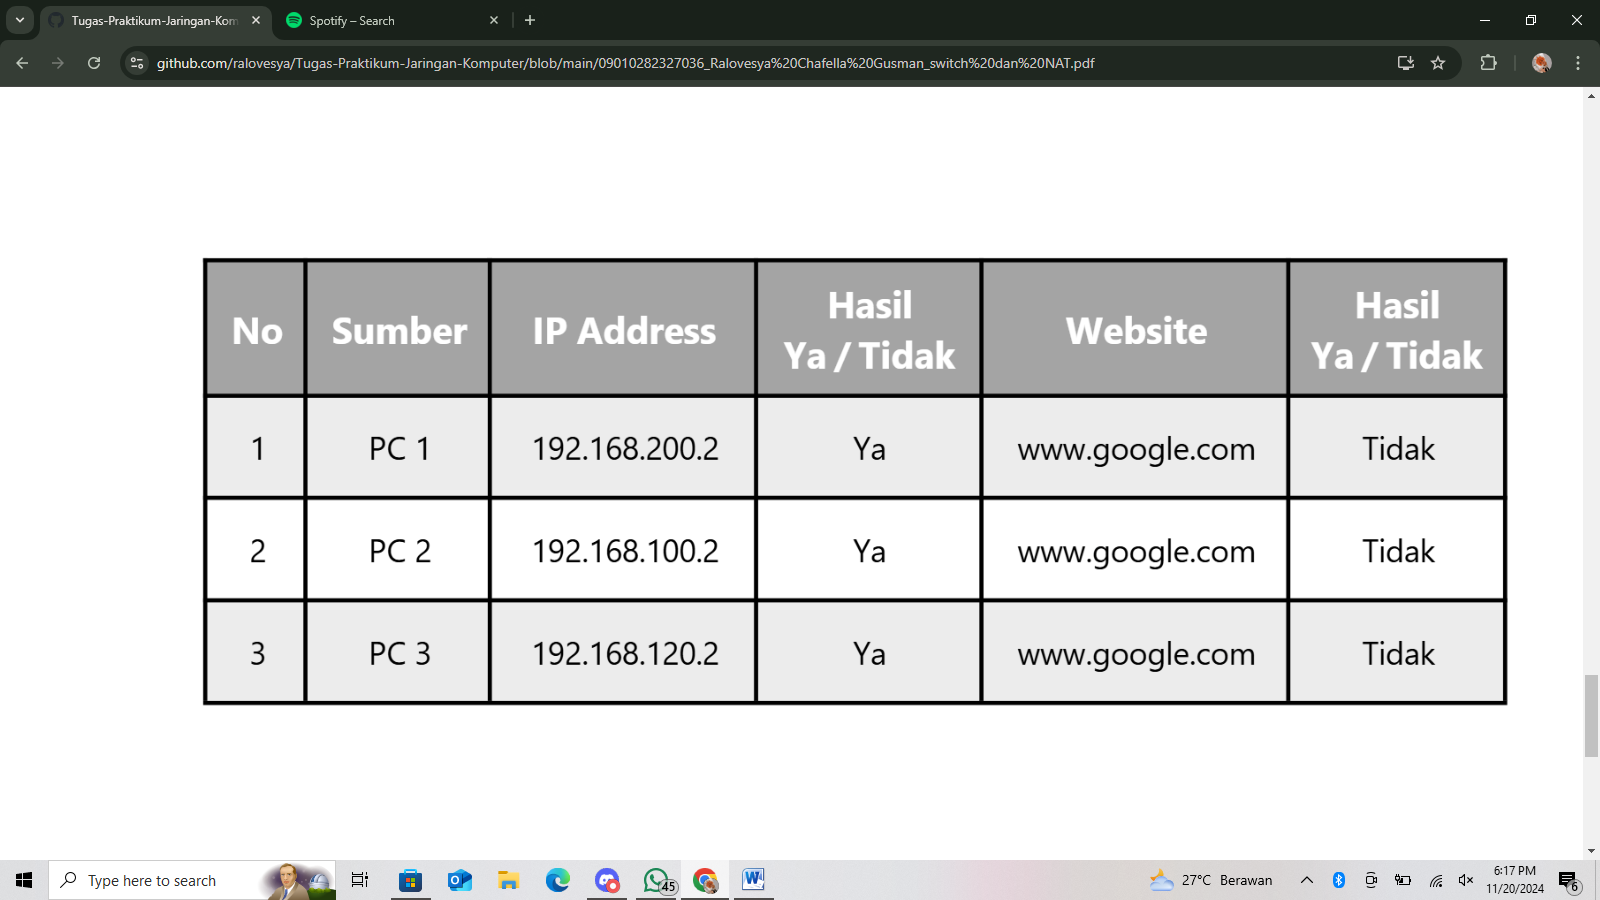 Tugas-Praktikum-Jaringan-Kom
Spotify – Search
github.com/ralovesya/Tugas-Praktikum-Jaringan-Komputer/blob/main/09010282327036_Ralovesya%20Chafella%20Gusman_switch%20dan%20NAT.pdf
No Sumber IP Address Hasil Ya / Tidak Website Hasil Ya / Tidak
1 PC 1 192.168.200.2 Ya www.google.com Tidak
2 PC 2 192.168.100.2 Ya www.google.com Tidak
3 PC 3 192.168.120.2 Ya www.google.com Tidak
Type here to search
45
27°C Berawan
6:17 PM
11/20/2024
6